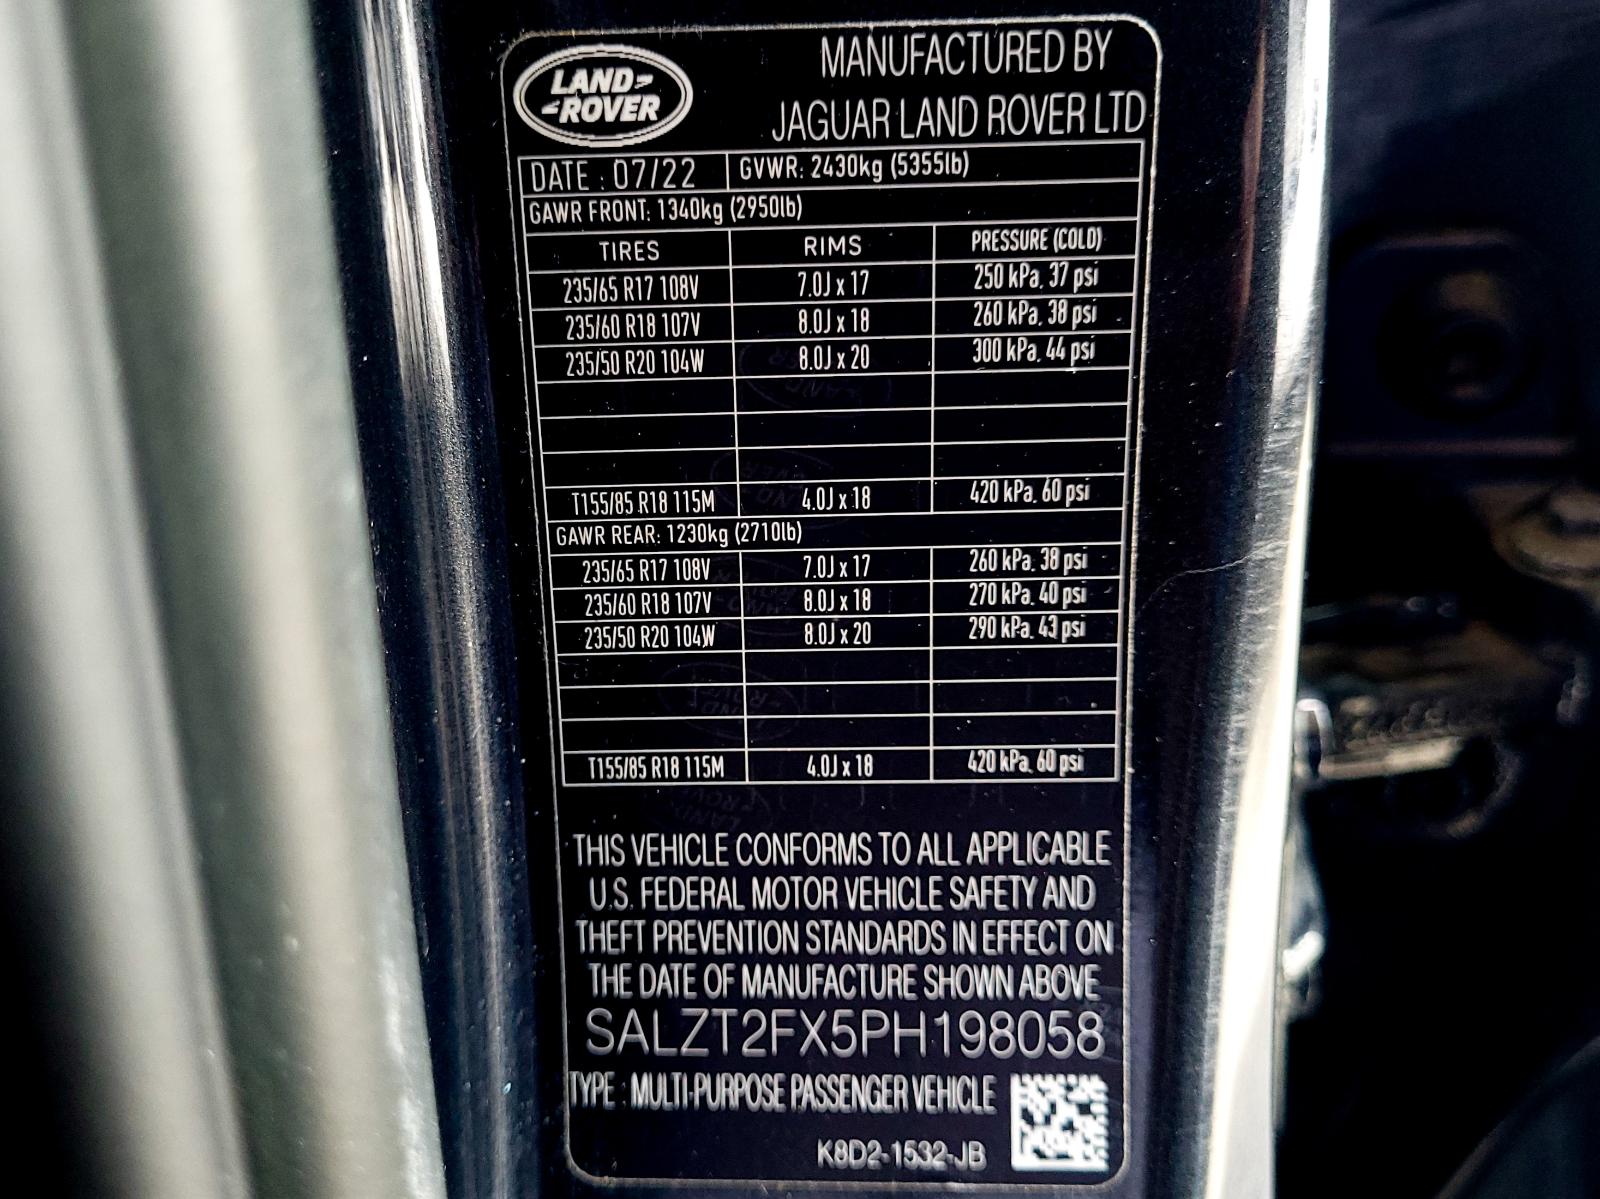 LAND
ROVER
MANUFACTURED BY
JAGUAR LAND ROVER LTD
DATE : 07/22 GVWR: 2430kg (5355lb)
GAWR FRONT: 1340kg (2950lb)
TIRES RIMS PRESSURE (COLD)
235/65 R17 108V 7.0J x 17 250 kPa, 37 psi
235/60 R18 107V 8.0J x 18 260 kPa, 38 psi
235/50 R20 104W 8.0J x 20 300 kPa, 44 psi
T155/85 R18 115M 4.0J x 18 420 kPa, 60 psi
GAWR REAR: 1230kg (2710lb)
235/65 R17 108V 7.0J x 17 260 kPa, 38 psi
235/60 R18 107V 8.0J x 18 270 kPa, 40 psi
235/50 R20 104W 8.0J x 20 290 kPa, 43 psi
T155/85 R18 115M 4.0J x 18 420 kPa, 60 psi
THIS VEHICLE CONFORMS TO ALL APPLICABLE
U.S. FEDERAL MOTOR VEHICLE SAFETY AND
THEFT PREVENTION STANDARDS IN EFFECT ON
THE DATE OF MANUFACTURE SHOWN ABOVE
SALZT2FX5PH198058
TYPE : MULTI-PURPOSE PASSENGER VEHICLE
K8D2-1532-JB